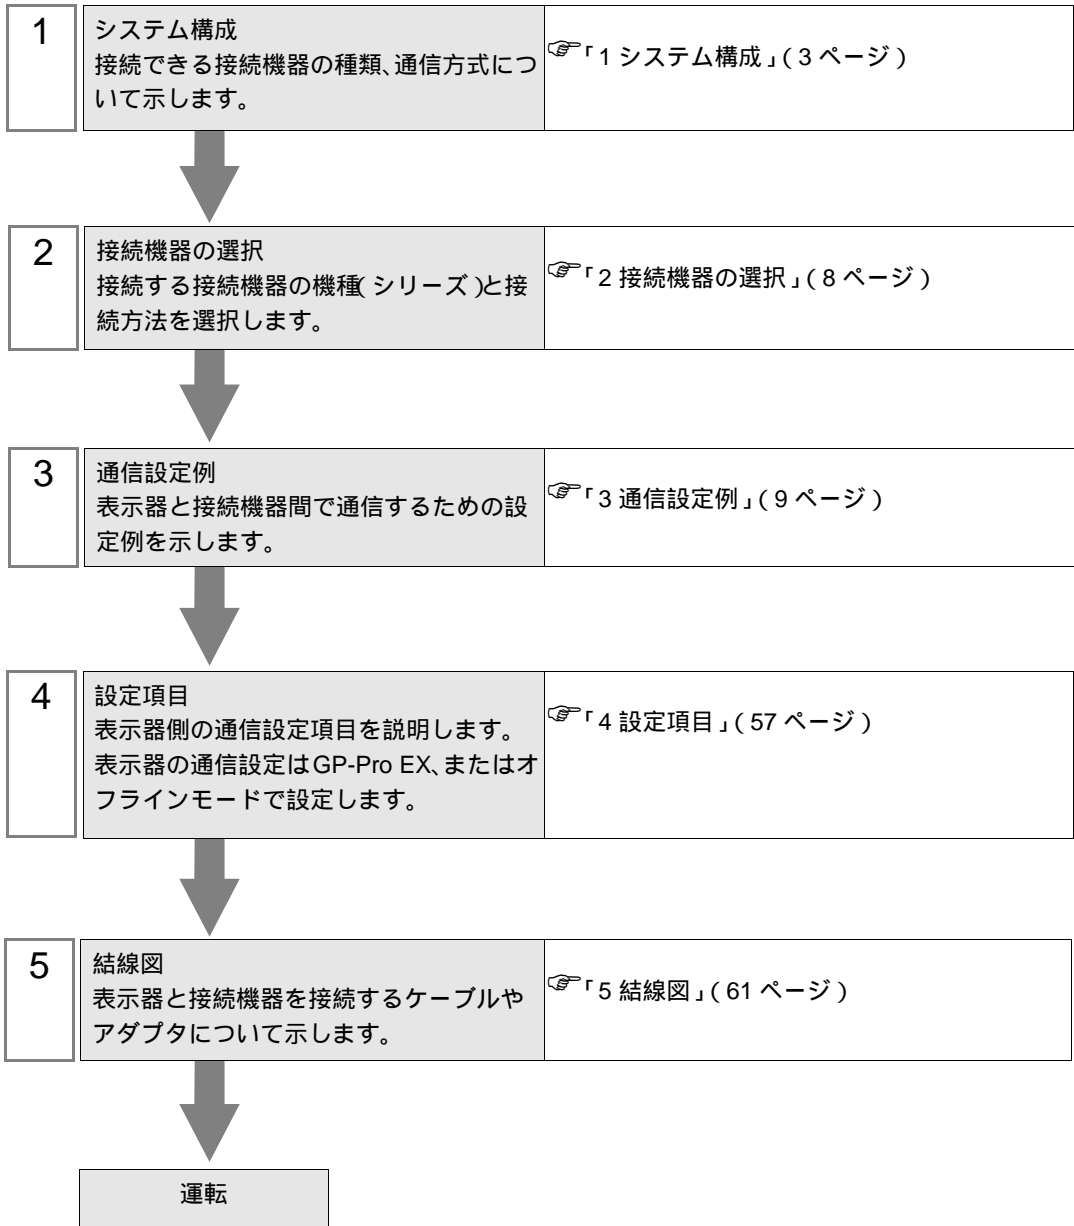 1
システム構成
接続できる接続機器の種類、通信方式につ
いて示します。
☞「1 システム構成」(3 ページ)
2
接続機器の選択
接続する接続機器の機種(シリーズ)と接
続方法を選択します。
☞「2 接続機器の選択」(8 ページ)
3
通信設定例
表示器と接続機器間で通信するための設
定例を示します。
☞「3 通信設定例」(9 ページ)
4
設定項目
表示器側の通信設定項目を説明します。
表示器の通信設定はGP-Pro EX、またはオ
フラインモードで設定します。
☞「4 設定項目」(57 ページ)
5
結線図
表示器と接続機器を接続するケーブルや
アダプタについて示します。
☞「5 結線図」(61 ページ)
運転